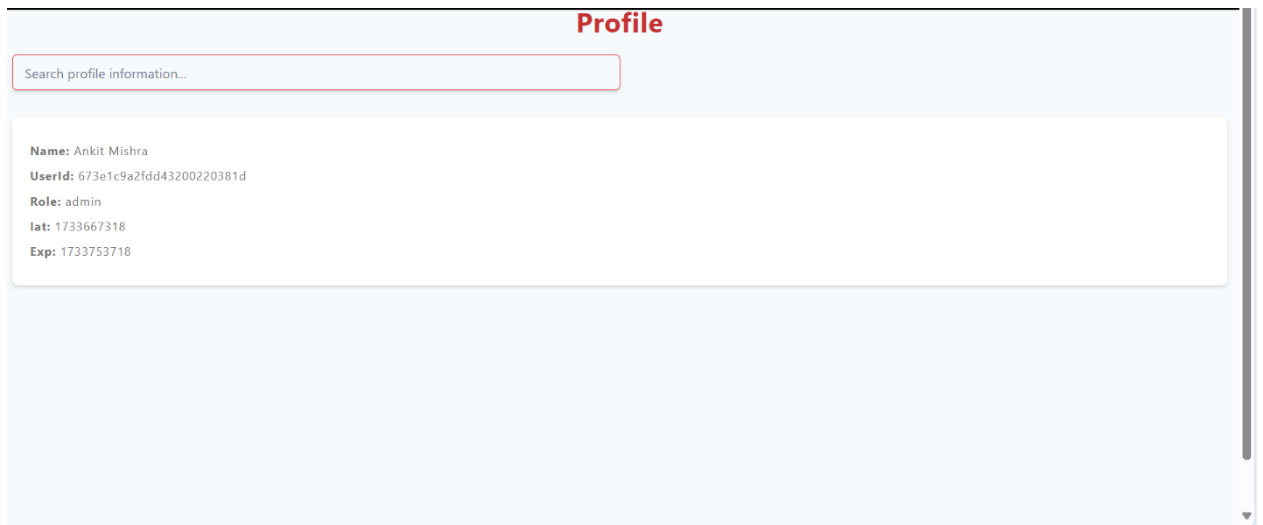 Profile
Search profile information...
Name: Ankit Mishra
UserId: 673e1c9a2fdd43200220381d
Role: admin
Iat: 1733667318
Exp: 1733753718